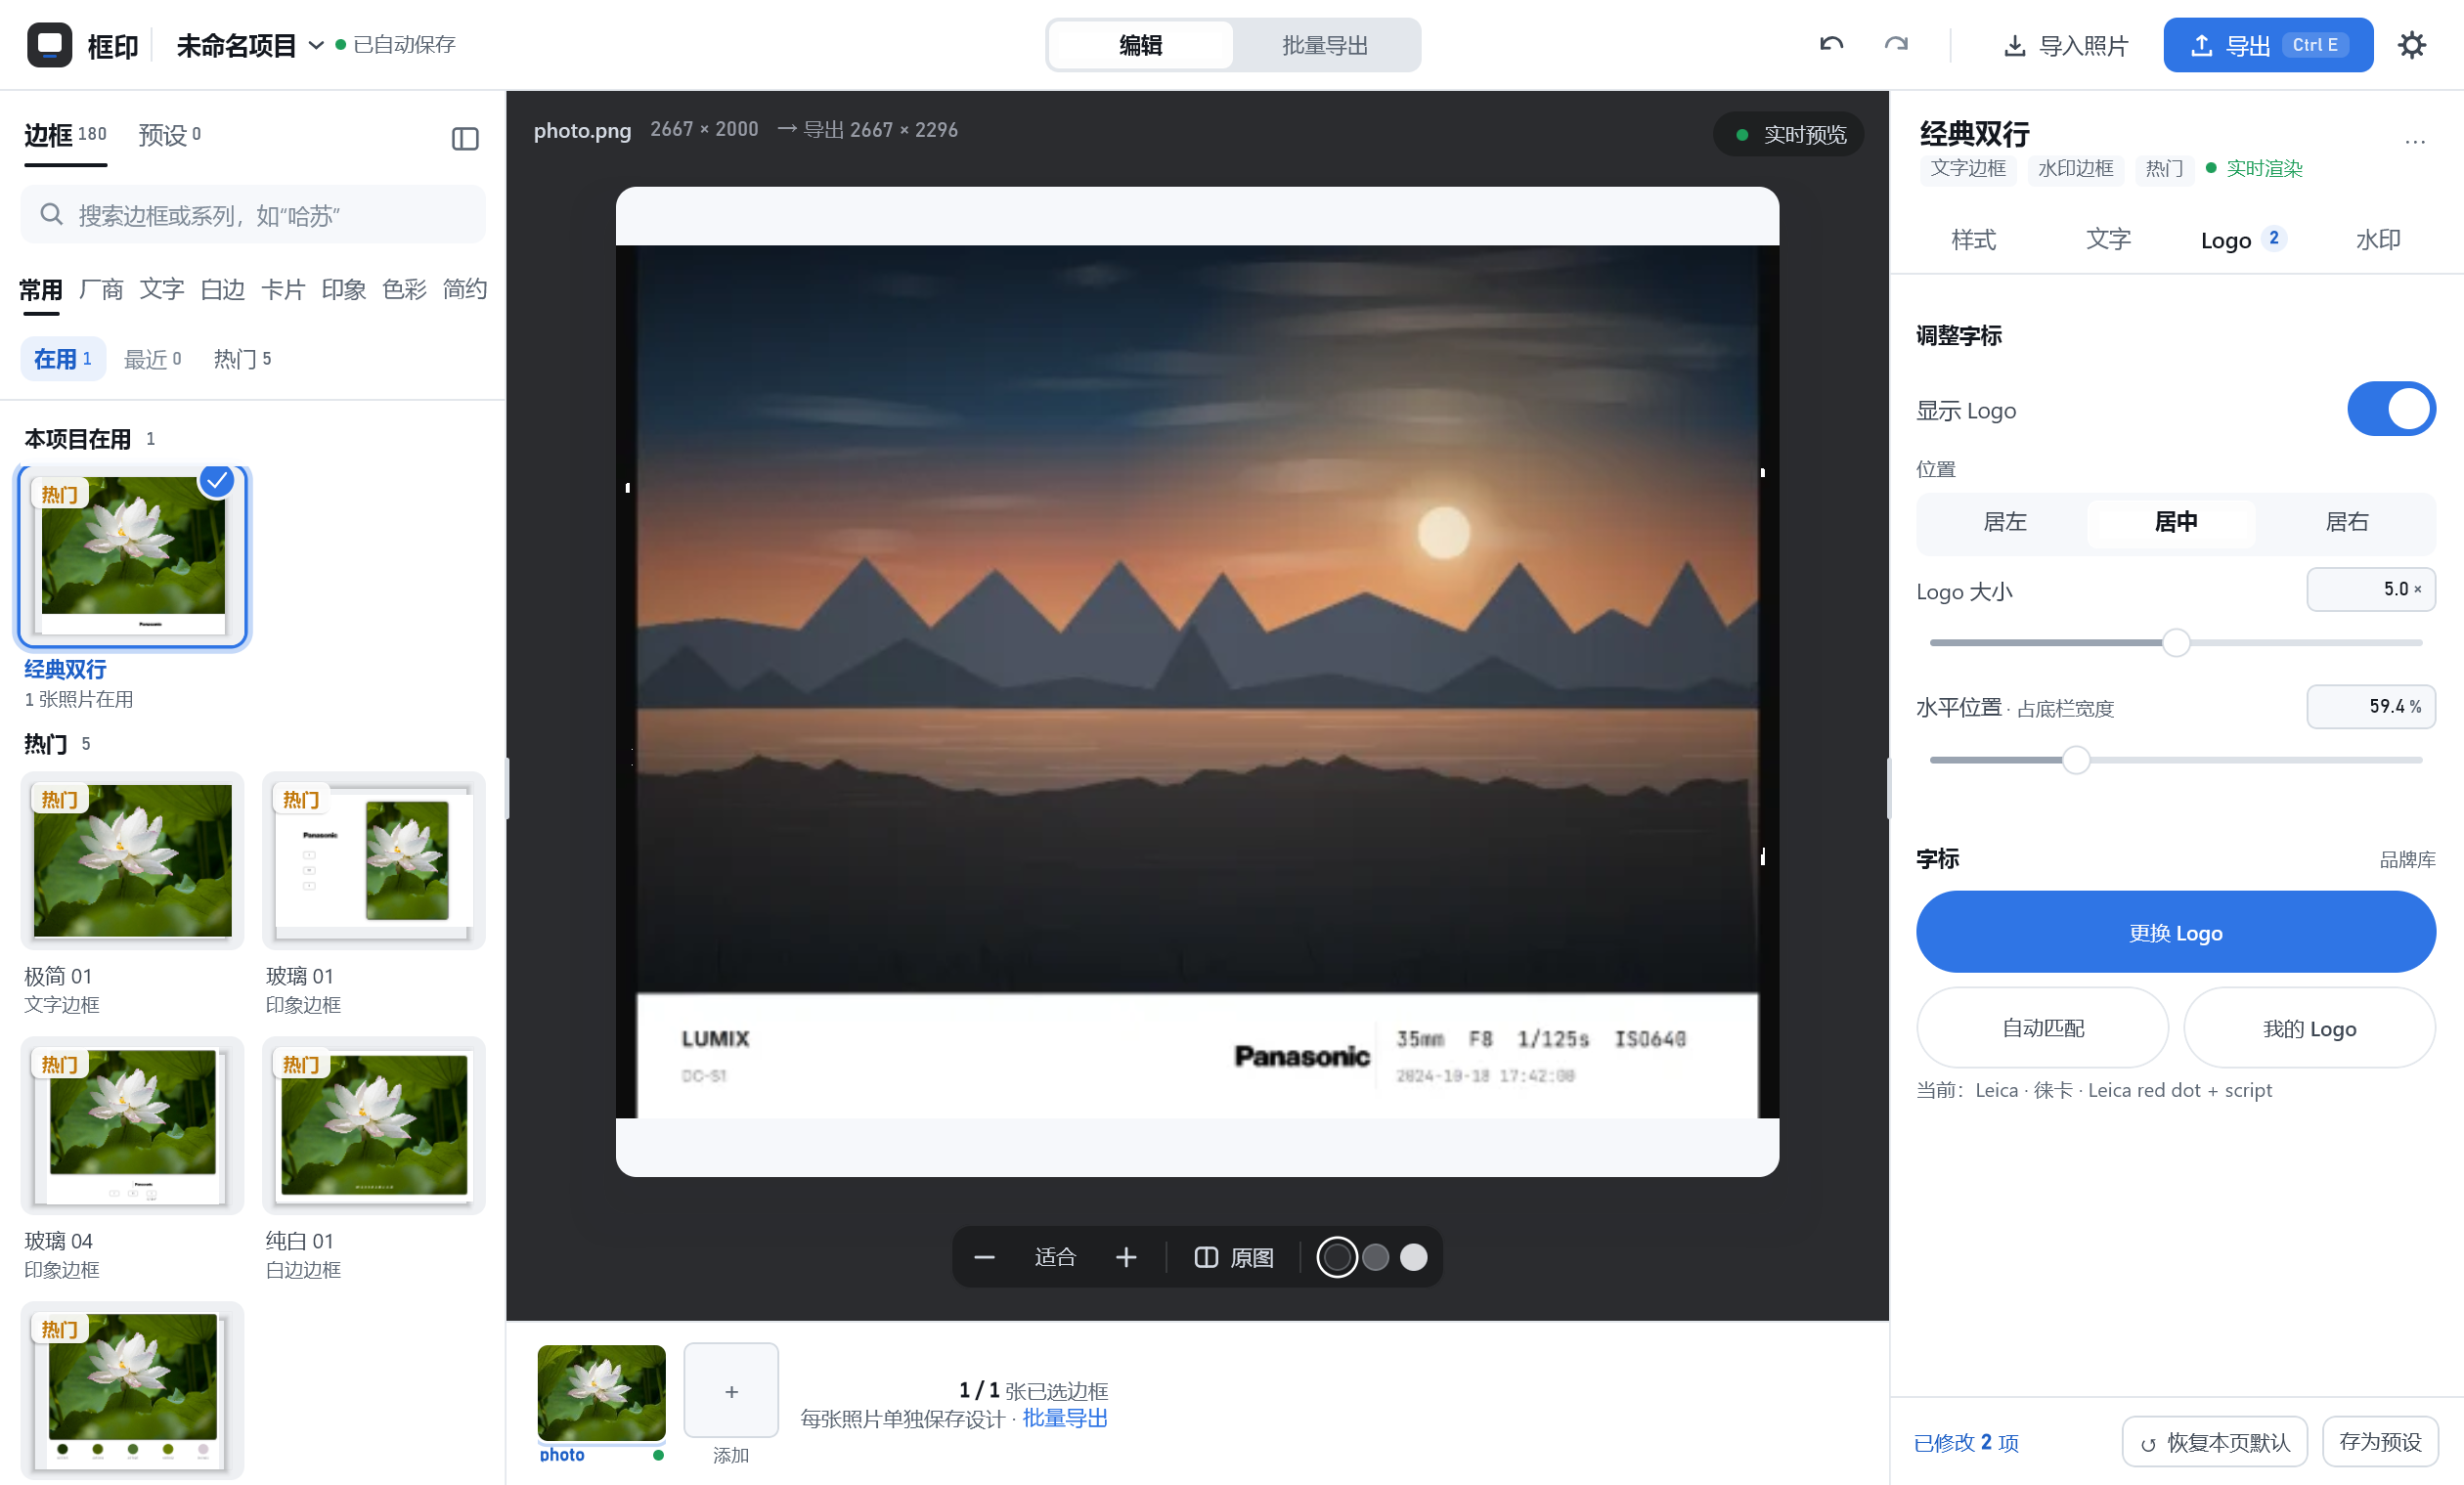 框印
未命名项目
已自动保存
编辑
批量导出
导入照片
导出 Ctrl E
边框 180
预设 0
搜索边框或系列，如“哈苏”
常用 厂商 文字 白边 卡片 印象 色彩 简约
在用 1
最近 0
热门 5
本项目在用 1
热门
Panasonic
经典双行
1 张照片在用
热门 5
热门
极简 01
文字边框
热门
Panasonic
玻璃 01
印象边框
热门
玻璃 04
印象边框
热门
纯白 01
白边边框
热门
photo.png 2667 × 2000 → 导出 2667 × 2296
实时预览
LUMIX
DC-S1
Panasonic
35mm F8 1/125s ISO640
2024-10-18 17:42:00
适合
原图
photo
+
添加
1 / 1 张已选边框
每张照片单独保存设计 · 批量导出
经典双行
...
文字边框 水印边框 热门 实时渲染
样式 文字 Logo 2 水印
调整字标
显示 Logo
位置
居左 居中 居右
Logo 大小 5.0 ×
水平位置 · 占底栏宽度 59.4 %
字标 品牌库
更换 Logo
自动匹配 我的 Logo
当前：Leica · 徕卡 · Leica red dot + script
已修改 2 项
恢复本页默认
存为预设